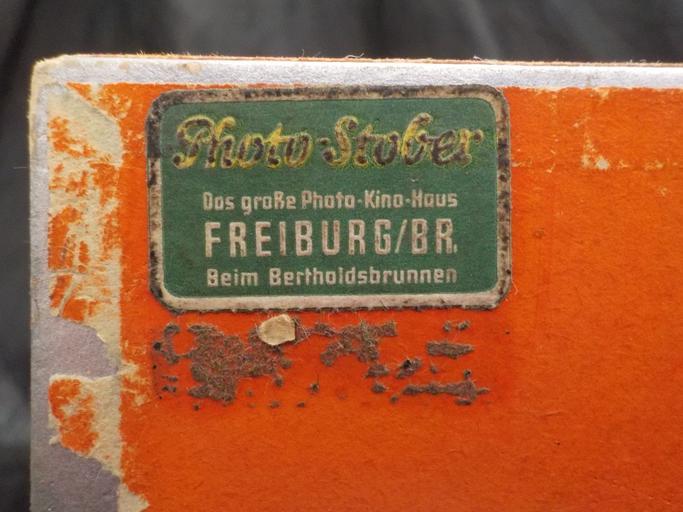 Photo-Stober
Das große Photo-Kino-Haus
FREIBURG/BR.
Beim Bertholdsbrunnen